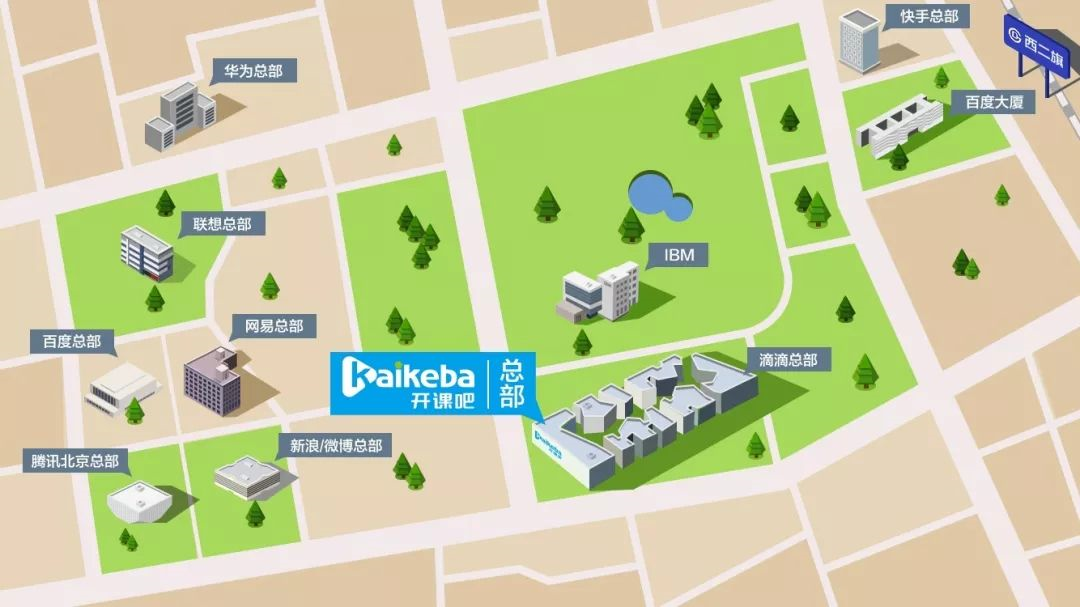 快手总部
西二旗
华为总部
百度大厦
联想总部
IBM
网易总部
百度总部
滴滴总部
Kaikeba
开课吧
总部
新浪/微博总部
Kaikeba
腾讯北京总部